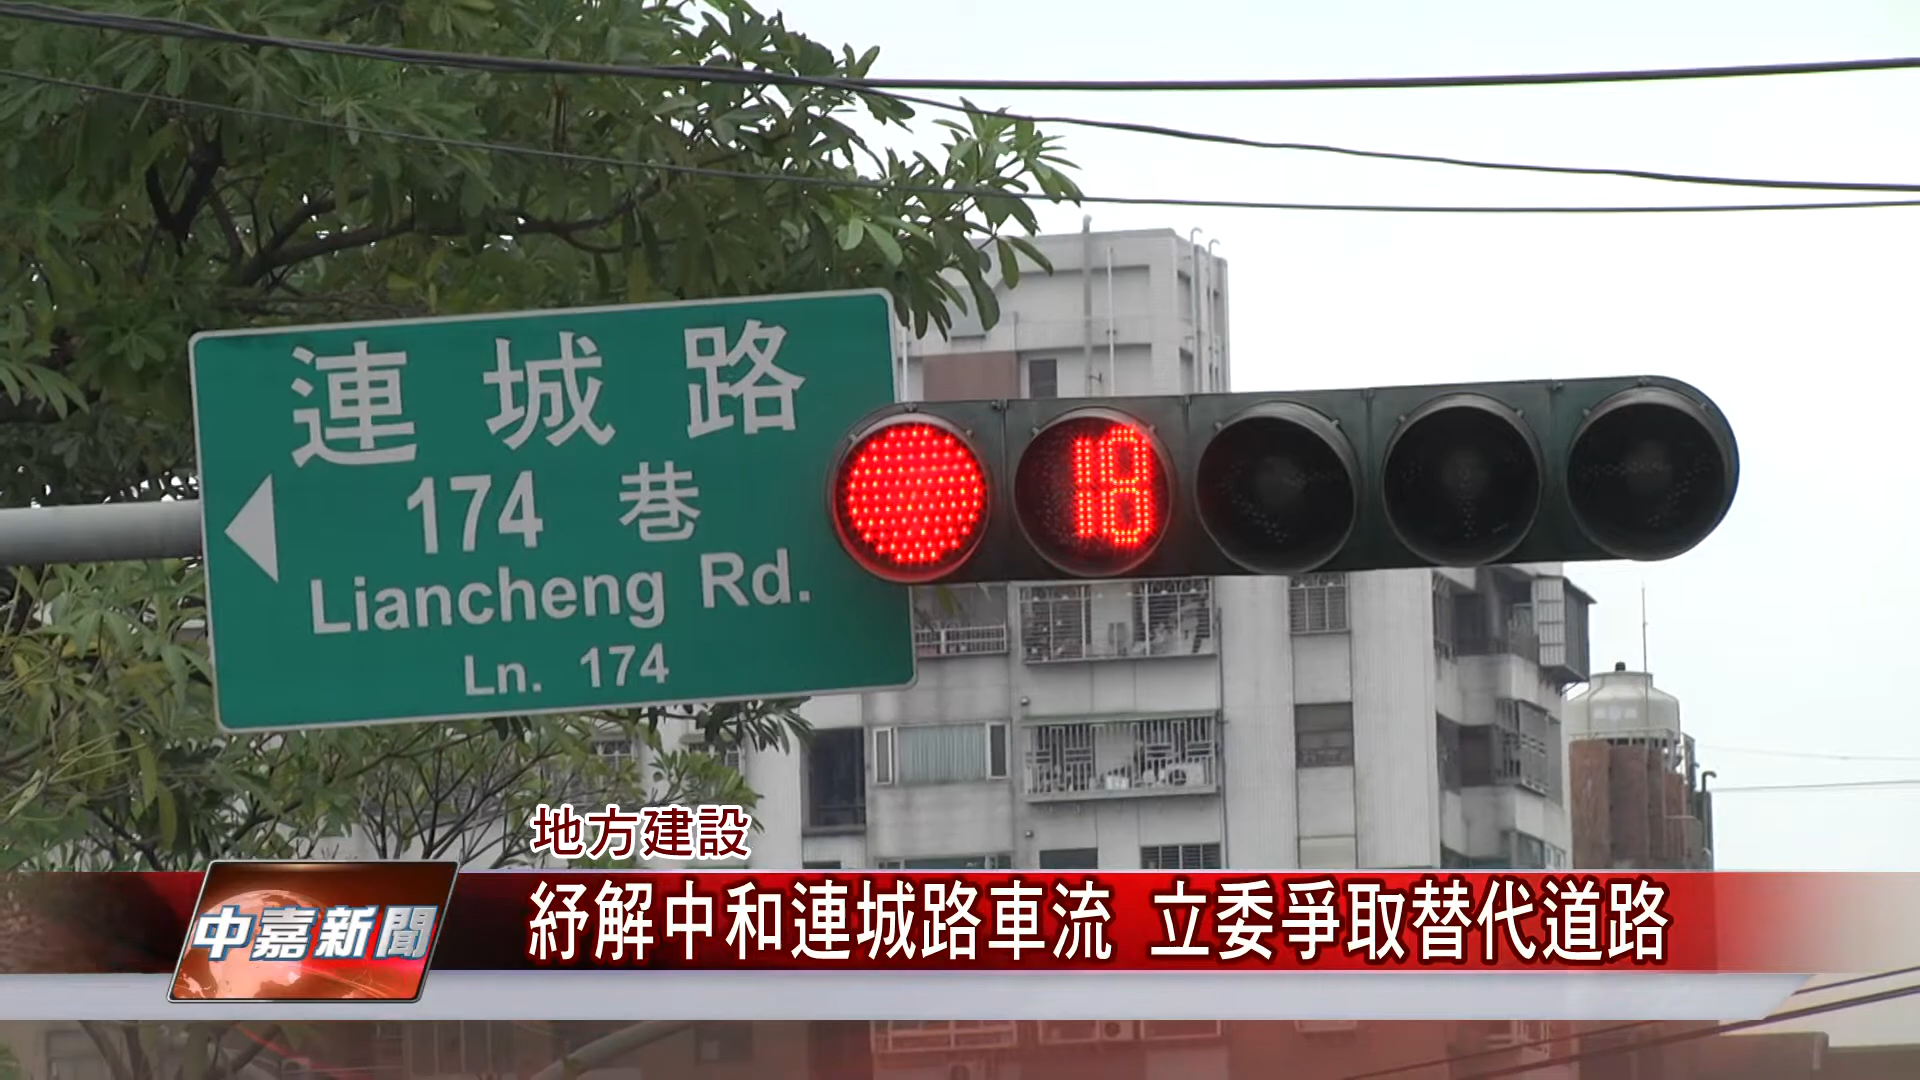 連城路
174 巷
Liancheng Rd.
Ln. 174
18
地方建設
中嘉新聞
紓解中和連城路車流 立委爭取替代道路